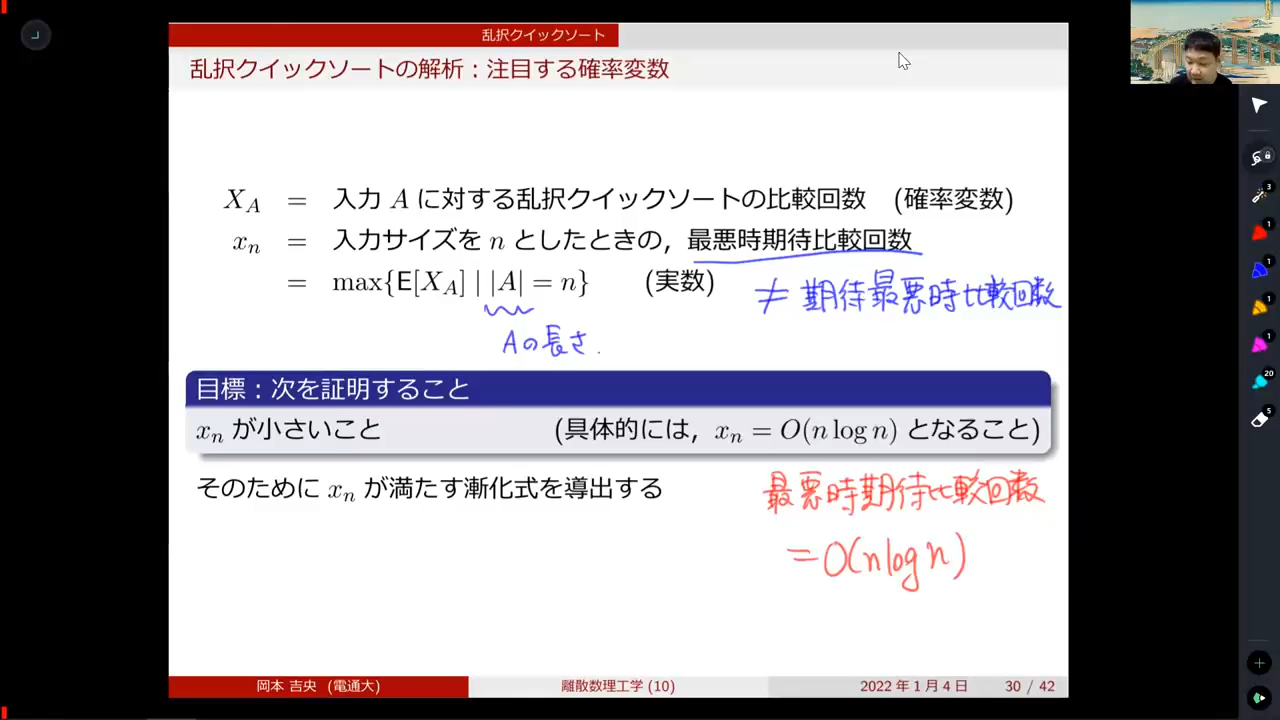 乱択クイックソート
乱択クイックソートの解析：注目する確率変数
X_A = 入力 A に対する乱択クイックソートの比較回数 (確率変数)
x_n = 入力サイズを n としたときの，最悪時期待比較回数
= max{E[X_A] | |A| = n} (実数)
≠ 期待最悪時比較回数
Aの長さ.
目標：次を証明すること
x_n が小さいこと (具体的には，x_n = O(n log n) となること)
そのために x_n が満たす漸化式を導出する
最悪時期待比較回数
= O(n log n)
岡本 吉央 (電通大) 離散数理工学 (10) 2022 年 1 月 4 日 30 / 42
3
1
1
1
1
20
5